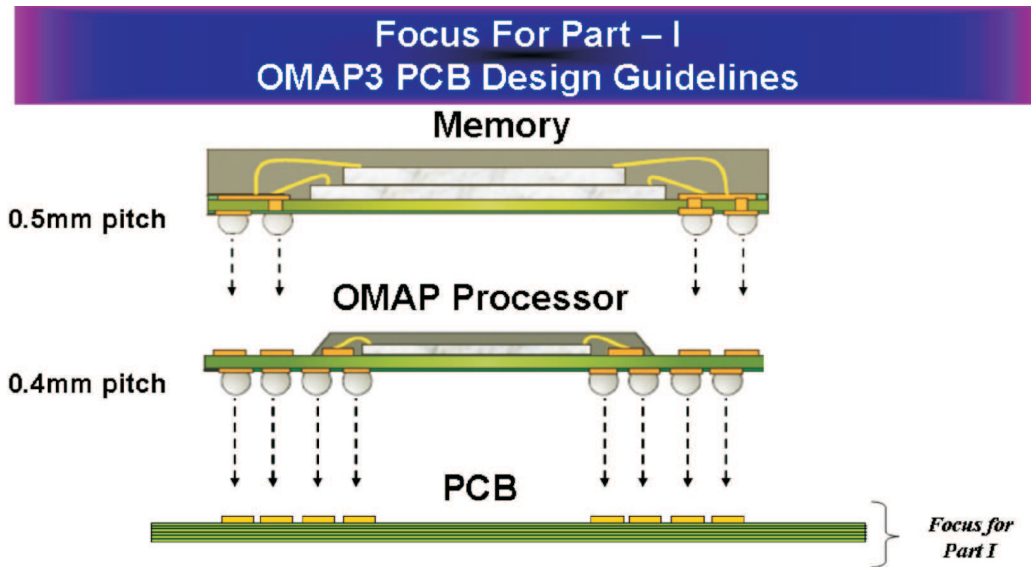 Focus For Part – I
OMAP3 PCB Design Guidelines
Memory
0.5mm pitch
OMAP Processor
0.4mm pitch
PCB
Focus for
Part I